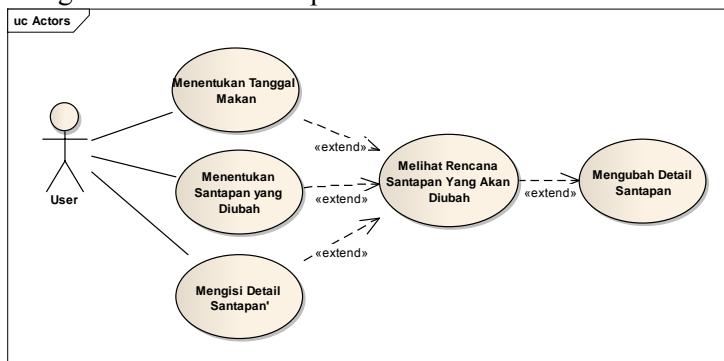 uc Actors
User
Menentukan Tanggal
Makan
Menentukan
Santapan yang
Diubah
Mengisi Detail
Santapan'
«extend»
«extend»
«extend»
Melihat Rencana
Santapan Yang Akan
Diubah
«extend»
Mengubah Detail
Santapan